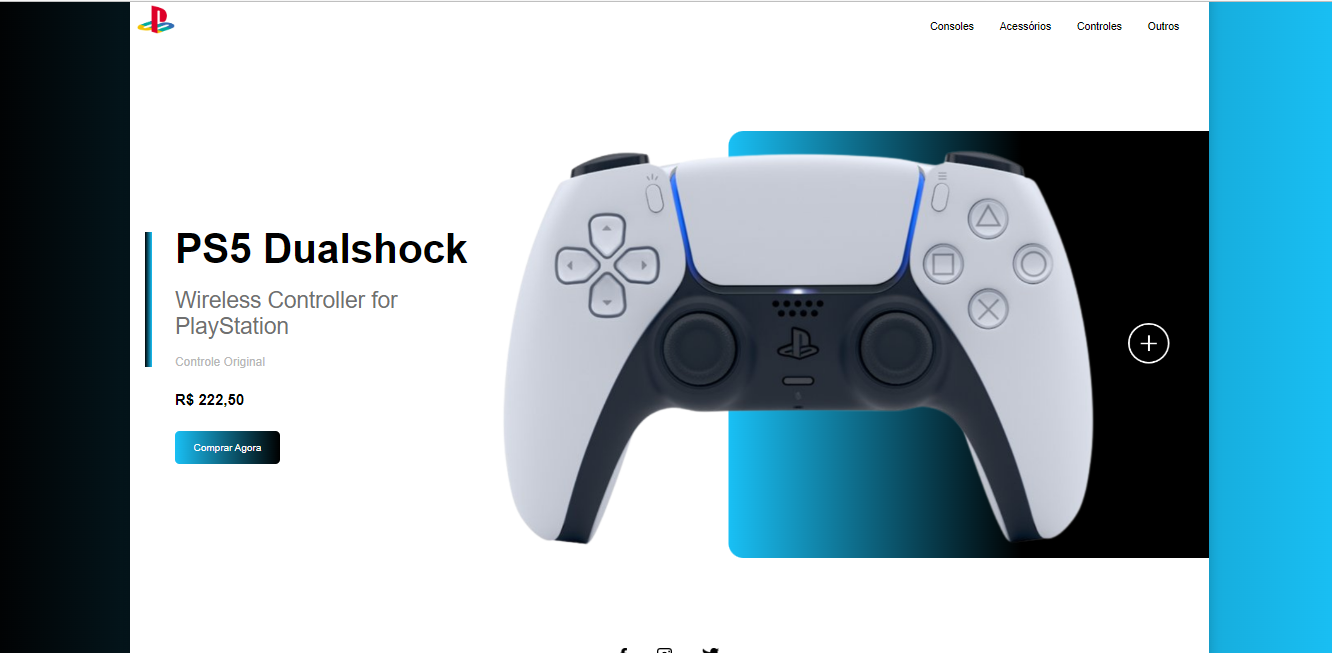 Consoles
Acessórios
Controles
Outros
PS5 Dualshock
Wireless Controller for
PlayStation
Controle Original
R$ 222,50
Comprar Agora